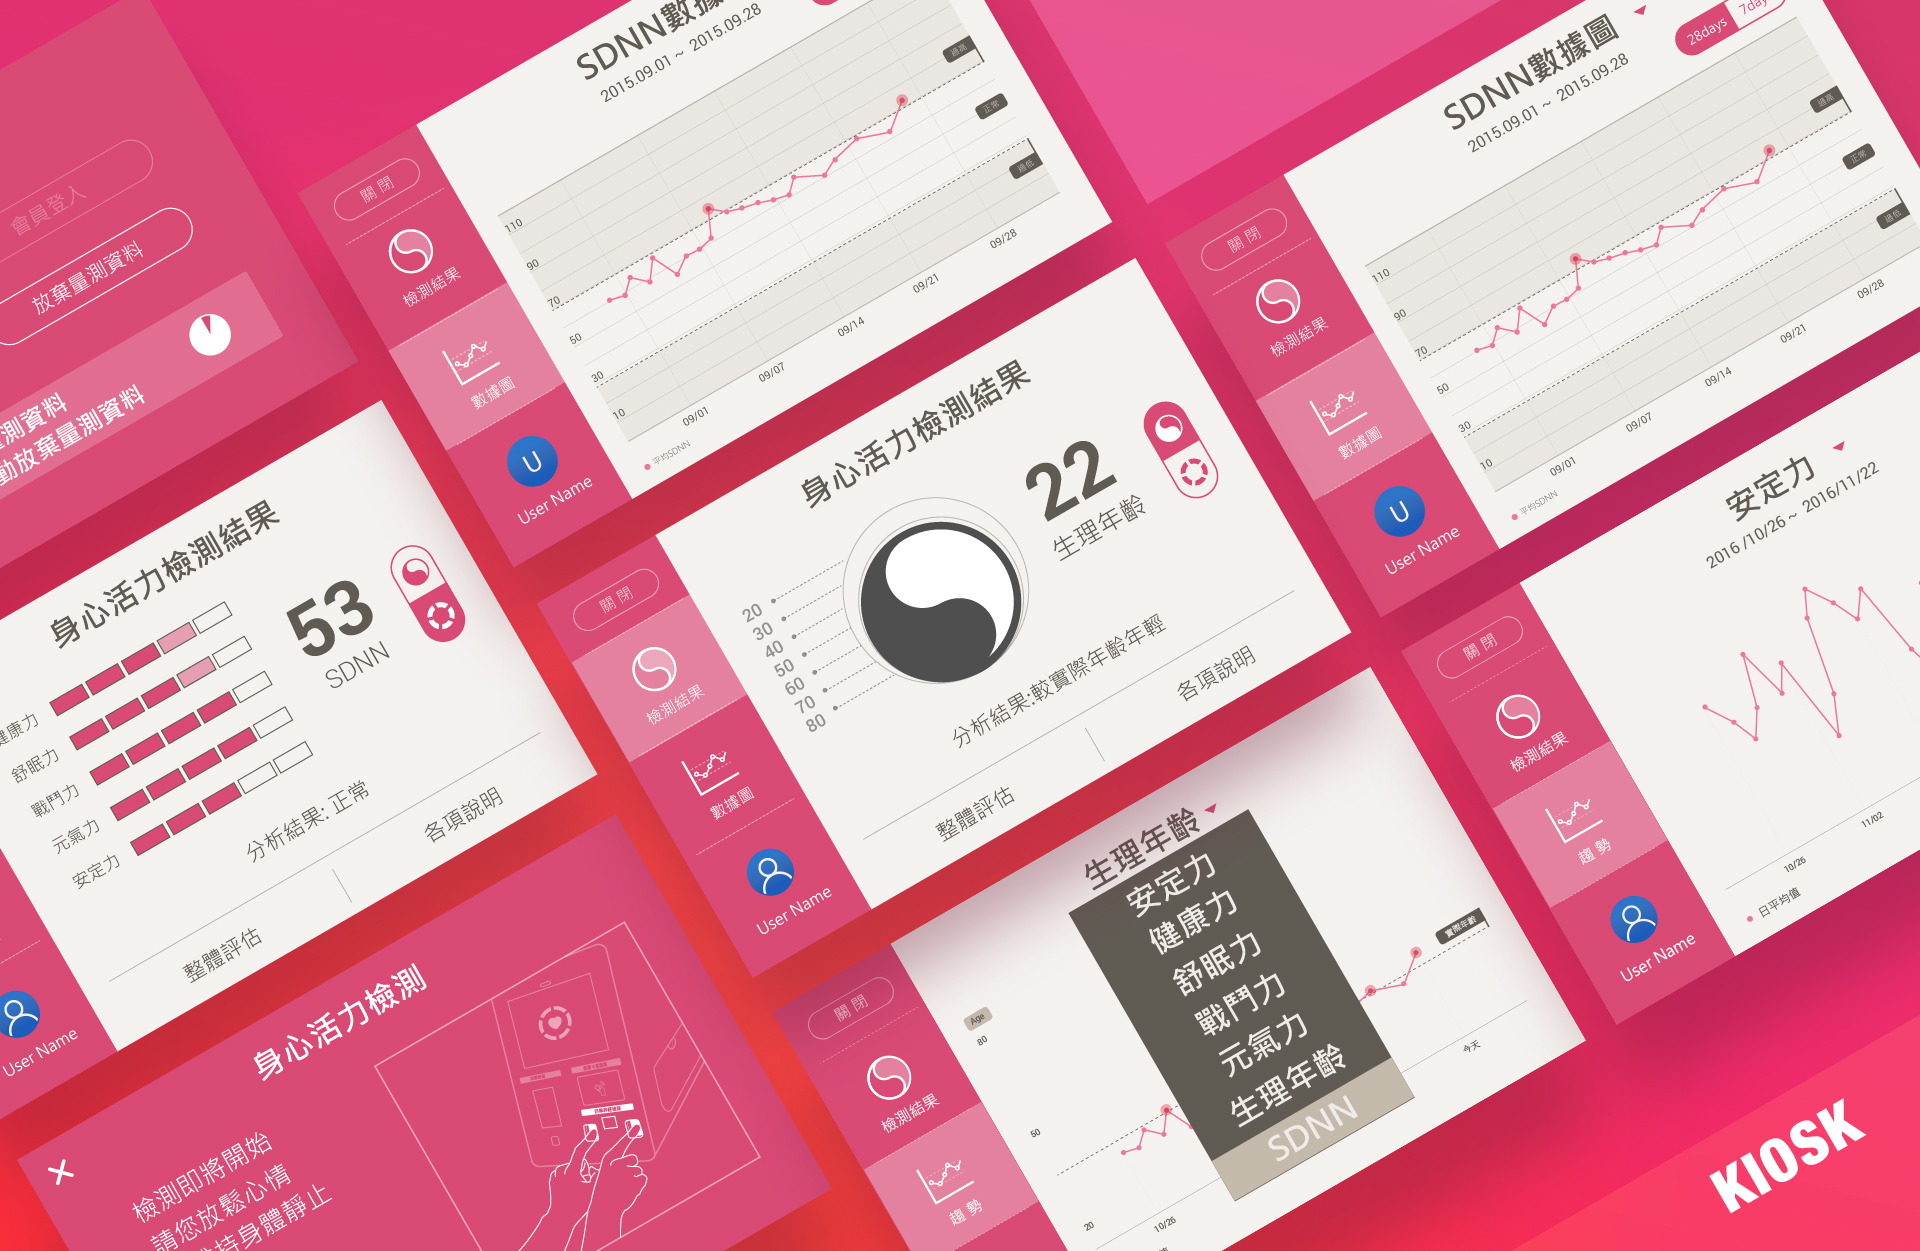 會員登入
放棄量測資料
測資料
動放棄量測資料
SDNN數據
2015.09.01 ~ 2015.09.28
110
90
70
50
30
10
過高
正常
過低
09/01
09/07
09/14
09/21
09/28
平均SDNN
關閉
檢測結果
數據圖
U
User Name
SDNN數據圖
2015.09.01 ~ 2015.09.28
28days
7day
110
90
70
50
30
10
過高
正常
過低
09/01
09/07
09/14
09/21
09/28
平均SDNN
關閉
檢測結果
數據圖
U
User Name
身心活力檢測結果
53
SDNN
健康力
舒眠力
戰鬥力
元氣力
安定力
分析結果: 正常
整體評估
各項說明
User Name
身心活力檢測結果
22
生理年齡
20
30
40
50
60
70
80
分析結果:較實際年齡年輕
整體評估
各項說明
關閉
檢測結果
數據圖
User Name
安定力
2016 /10/26 ~ 2016/11/22
10/26
11/02
日平均值
關閉
檢測結果
趨勢
User Name
身心活力檢測
檢測即將開始
請您放鬆心情
持身體靜止
生理年齡
安定力
健康力
舒眠力
戰鬥力
元氣力
生理年齡
SDNN
Age
80
50
20
10/26
今天
實際年齡
關閉
檢測結果
趨勢
KIOSK